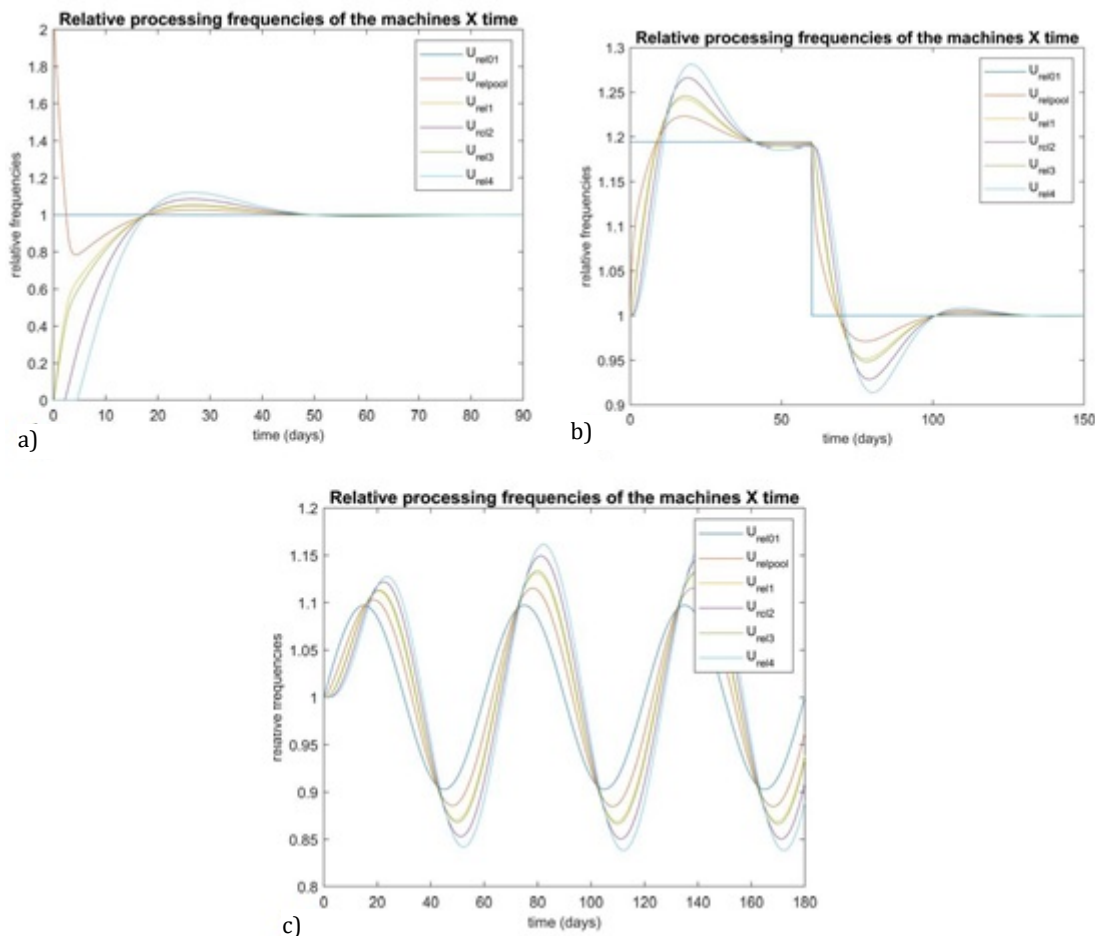 Relative processing frequencies of the machines X time
relative frequencies
2
1.8
1.6
1.4
1.2
1
0.8
0.6
0.4
0.2
0
U_rel01
U_relpool
U_rel1
U_rcl2
U_rel3
U_rel4
0 10 20 30 40 50 60 70 80 90
time (days)
a)
Relative processing frequencies of the machines X time
relative frequencies
1.3
1.25
1.2
1.15
1.1
1.05
1
0.95
0.9
U_rel01
U_relpool
U_rel1
U_rcl2
U_rel3
U_rel4
0 50 100 150
time (days)
b)
Relative processing frequencies of the machines X time
relative frequencies
1.2
1.15
1.1
1.05
1
0.95
0.9
0.85
0.8
U_rel01
U_relpool
U_rel1
U_rcl2
U_rel3
U_rel4
0 20 40 60 80 100 120 140 160 180
time (days)
c)